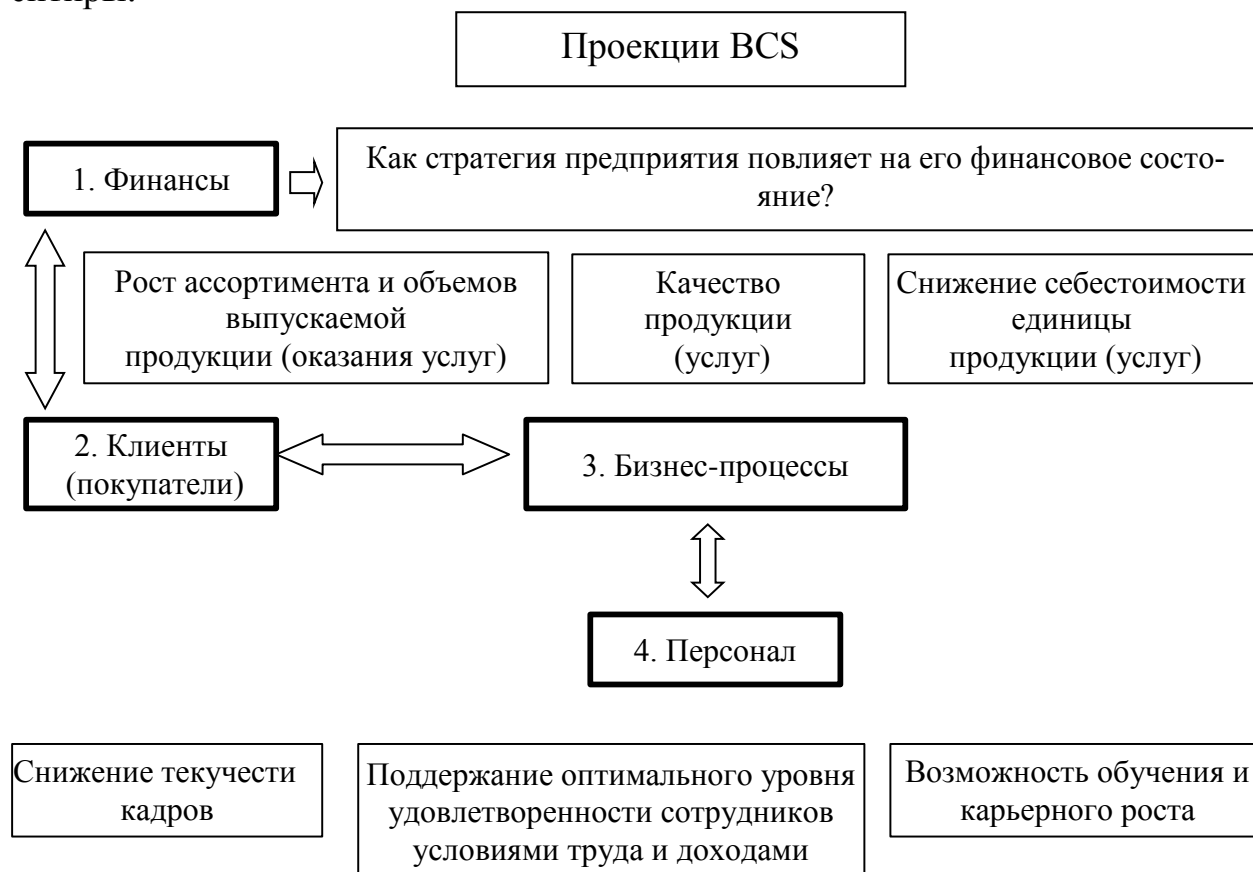 Проекции BCS
1. Финансы
Как стратегия предприятия повлияет на его финансовое состо-
яние?
Рост ассортимента и объемов
выпускаемой
продукции (оказания услуг)
Качество
продукции
(услуг)
Снижение себестоимости
единицы
продукции (услуг)
2. Клиенты
(покупатели)
3. Бизнес-процессы
4. Персонал
Снижение текучести
кадров
Поддержание оптимального уровня
удовлетворенности сотрудников
условиями труда и доходами
Возможность обучения и
карьерного роста